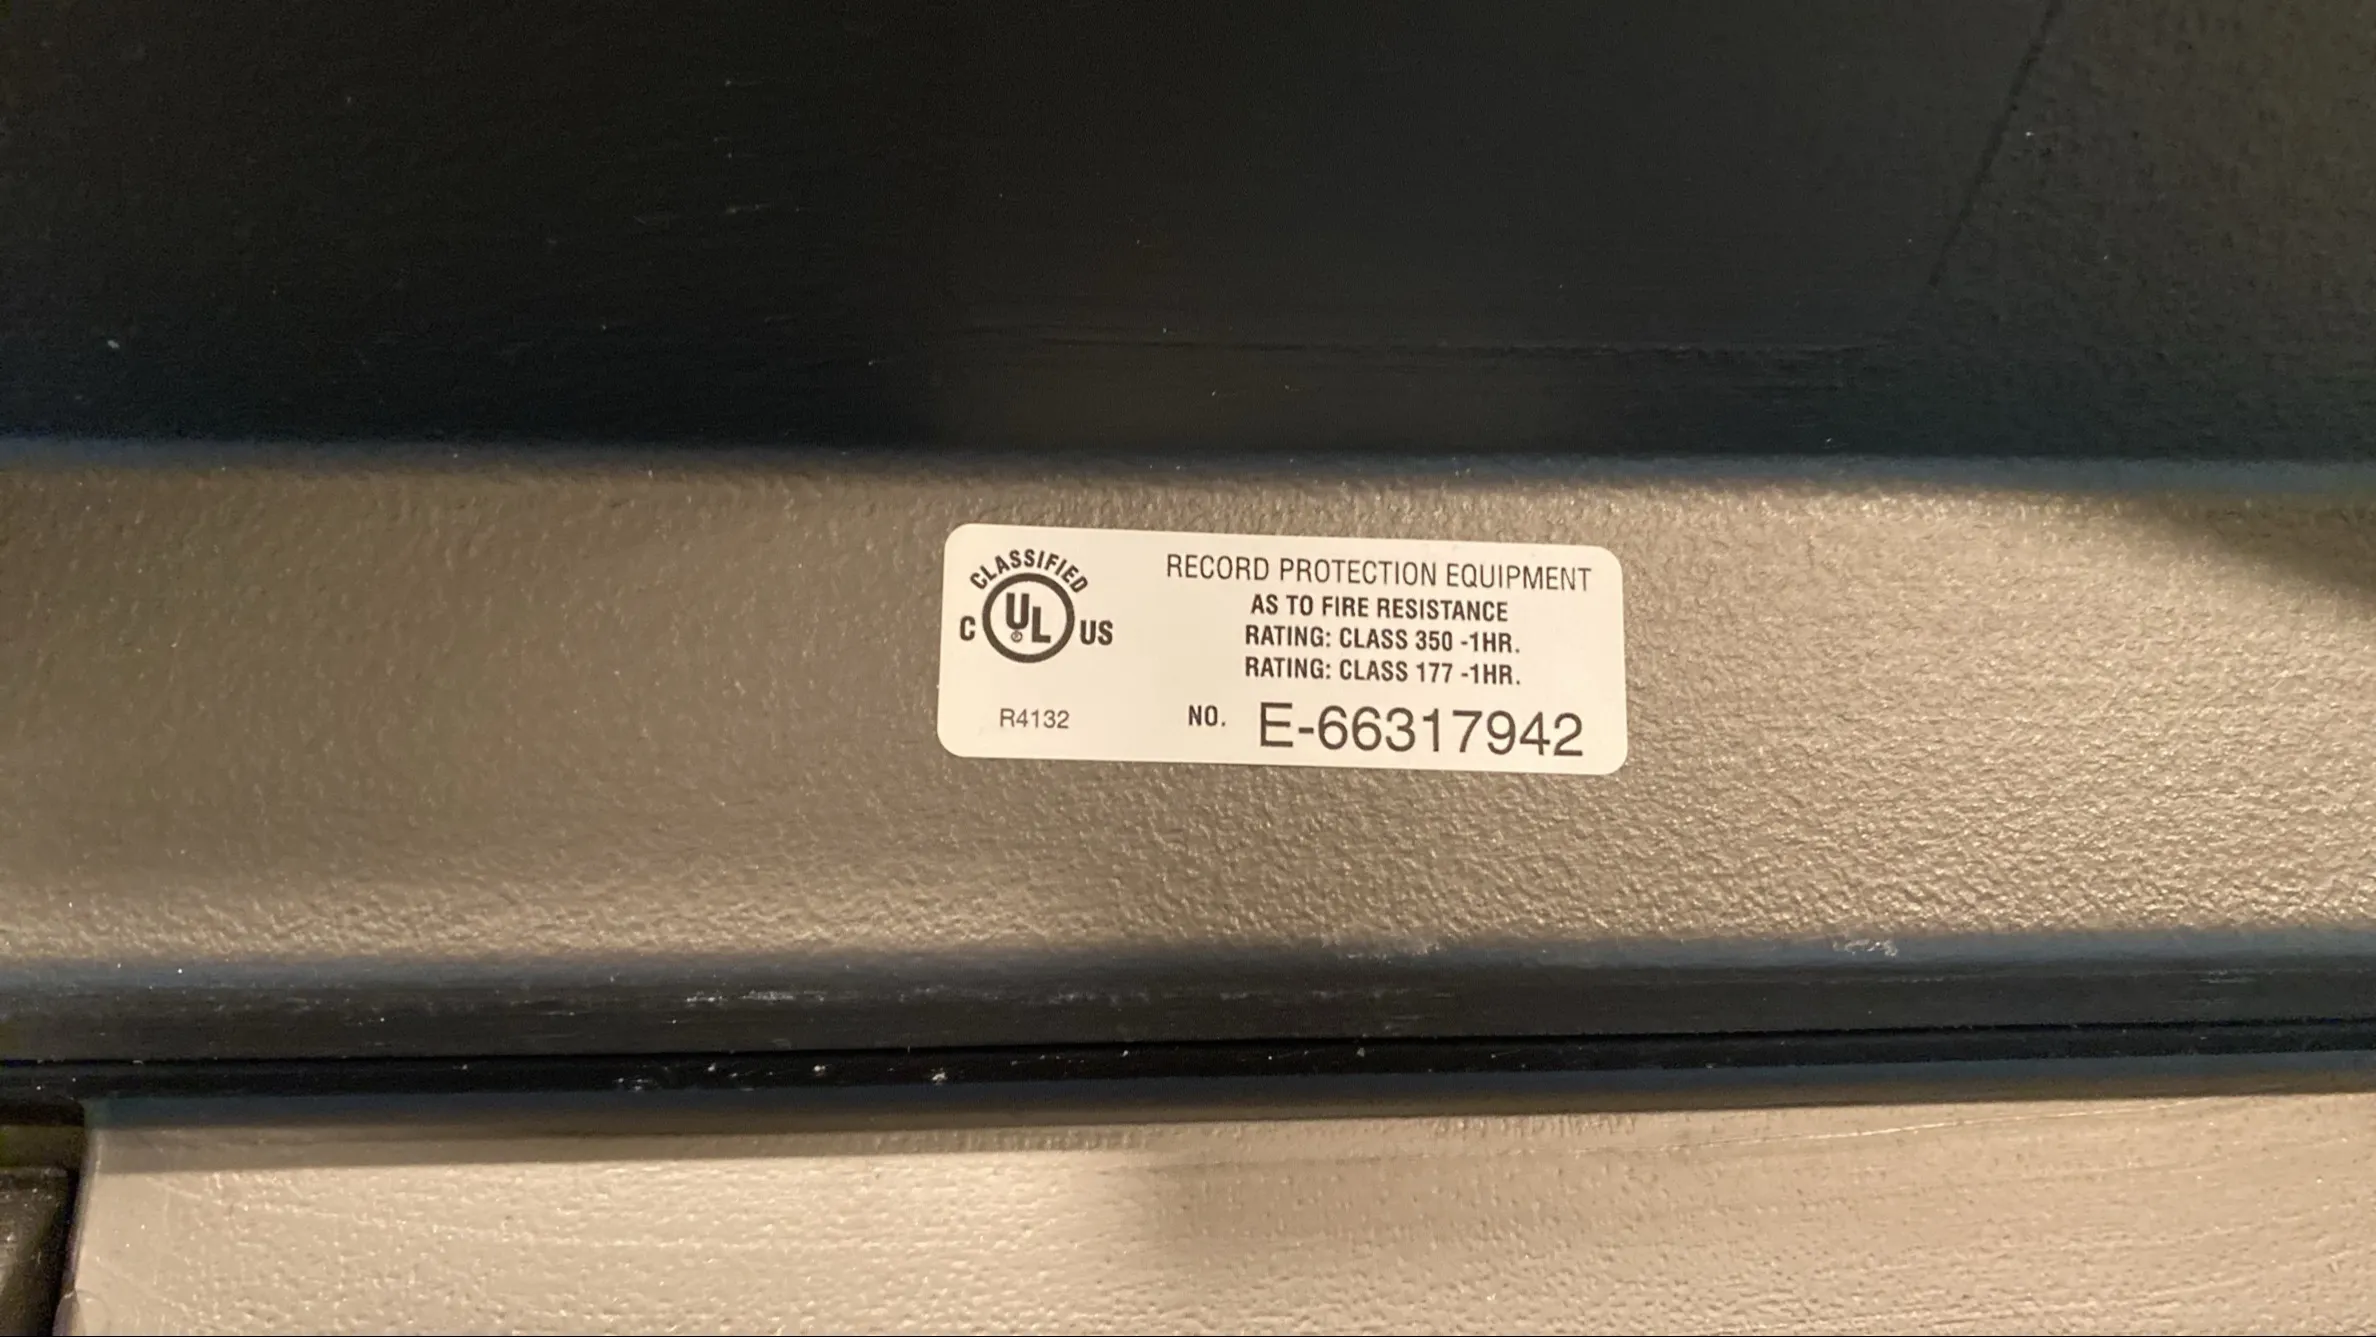 CLASSIFIED
C UL® US
R4132
RECORD PROTECTION EQUIPMENT
AS TO FIRE RESISTANCE
RATING: CLASS 350 -1HR.
RATING: CLASS 177 -1HR.
NO. E-66317942